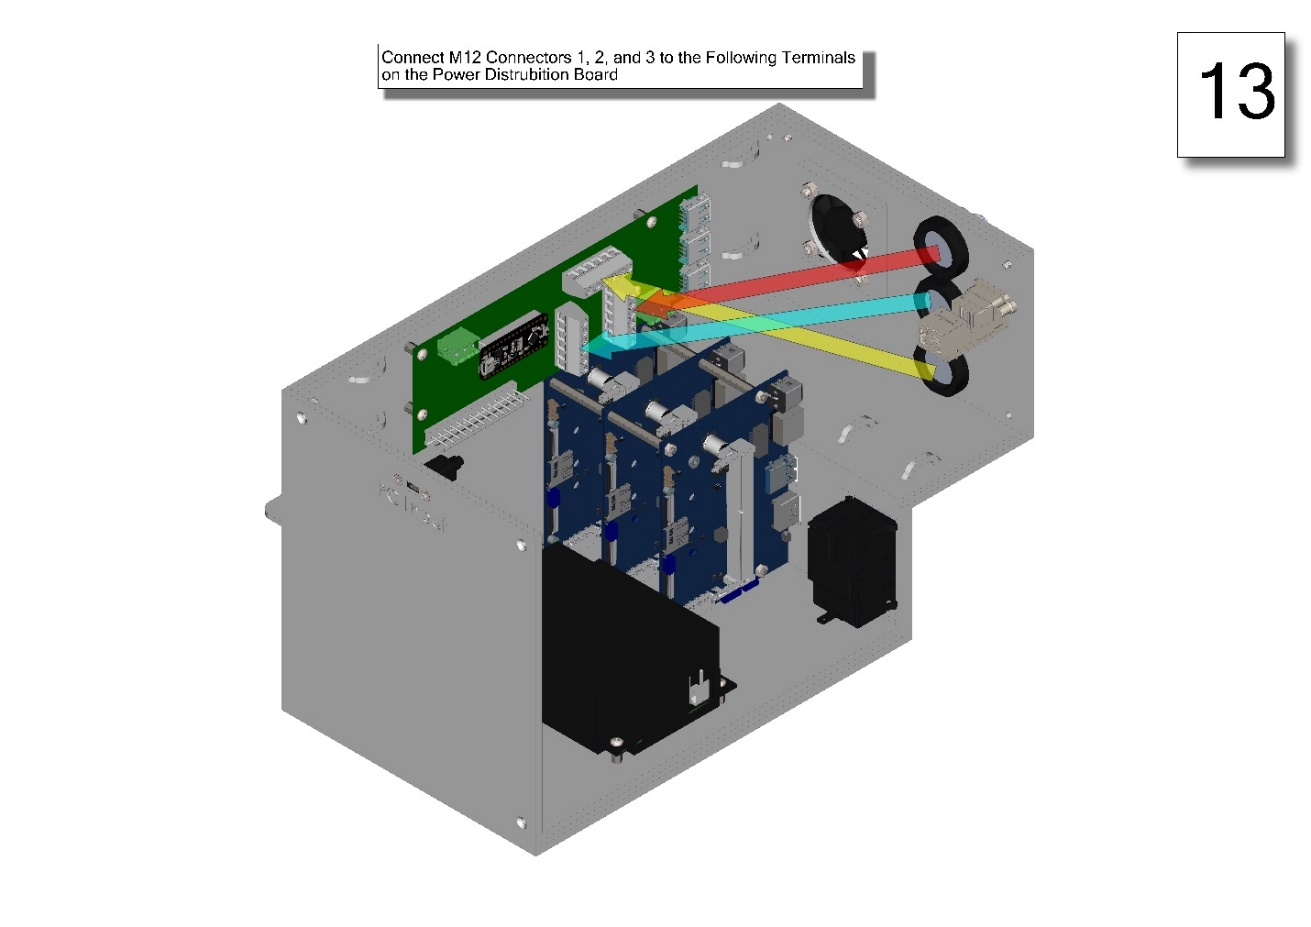 Connect M12 Connectors 1, 2, and 3 to the Following Terminals
on the Power Distrubition Board
13